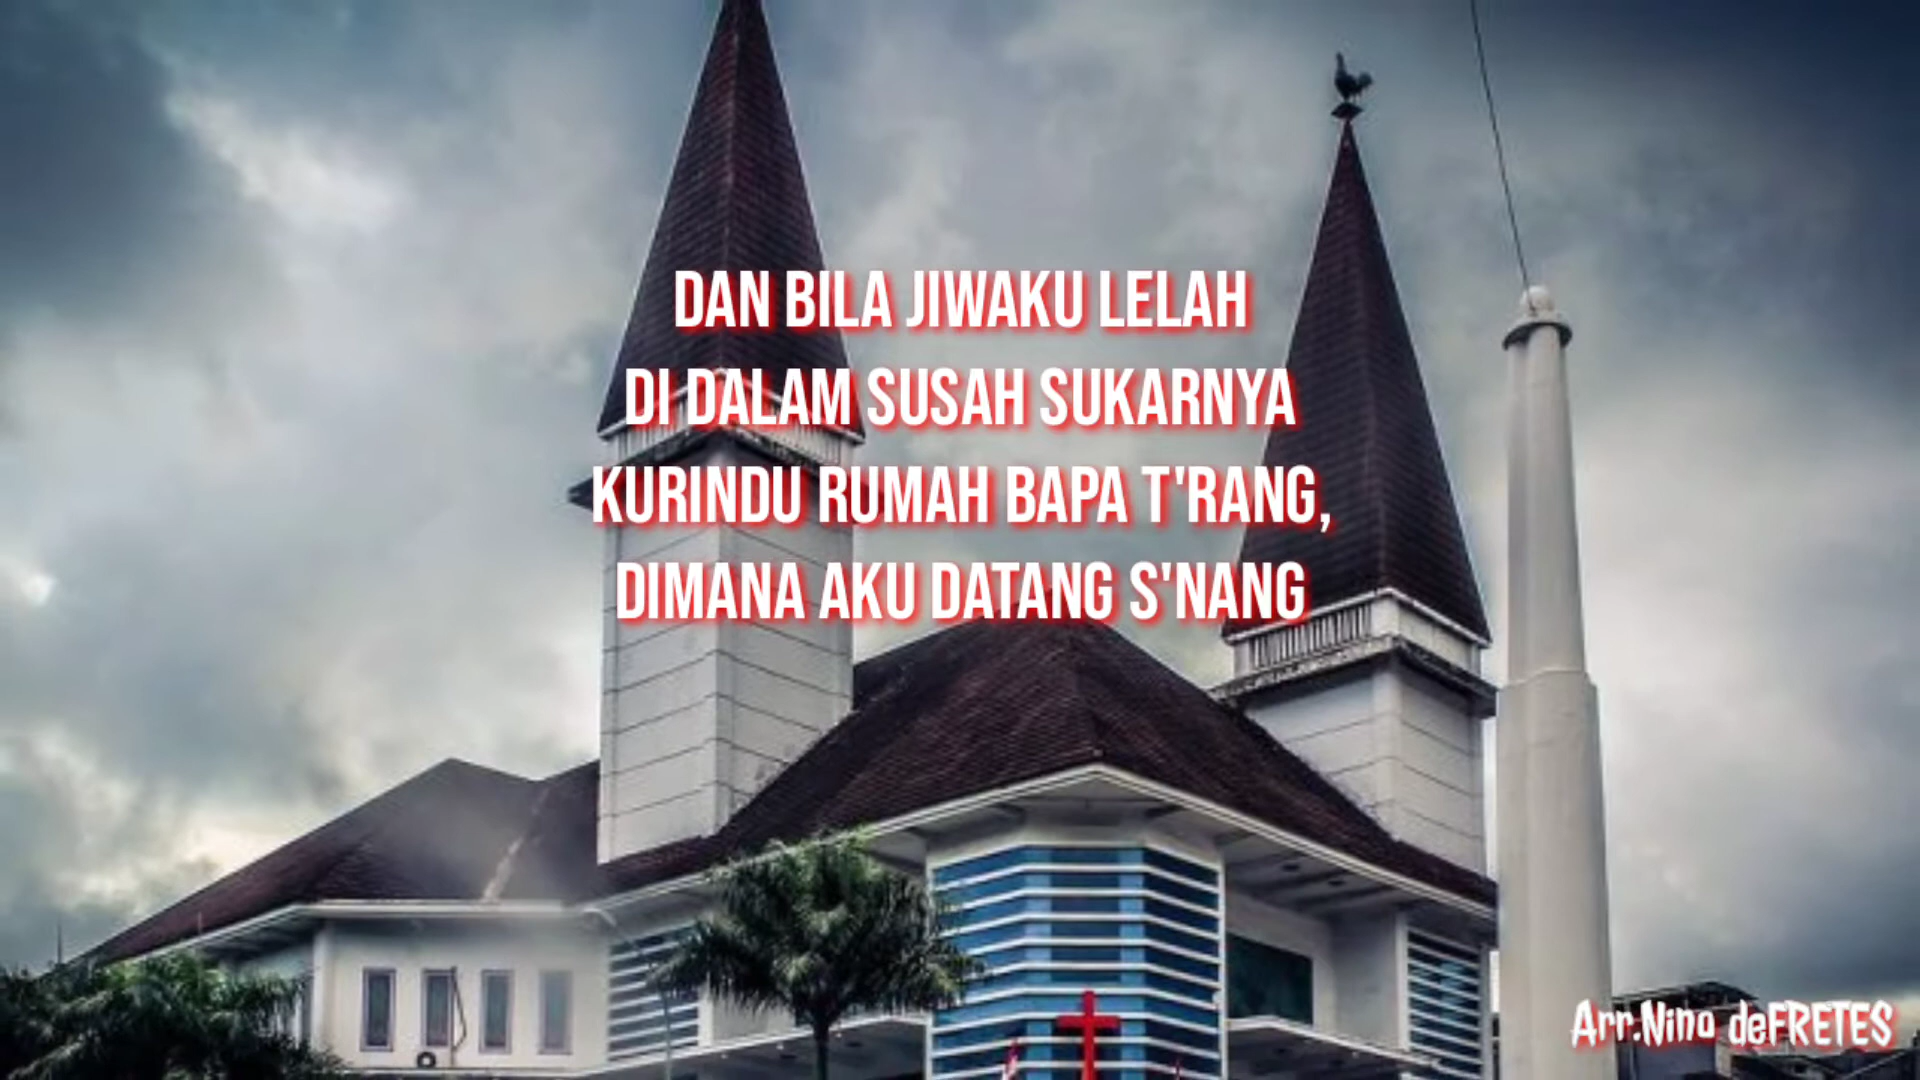 DAN BILA JIWAKU LELAH
DI DALAM SUSAH SUKARNYA
KURINDU RUMAH BAPA T'RANG,
DIMANA AKU DATANG S'NANG
Arr.Nino deFRETES